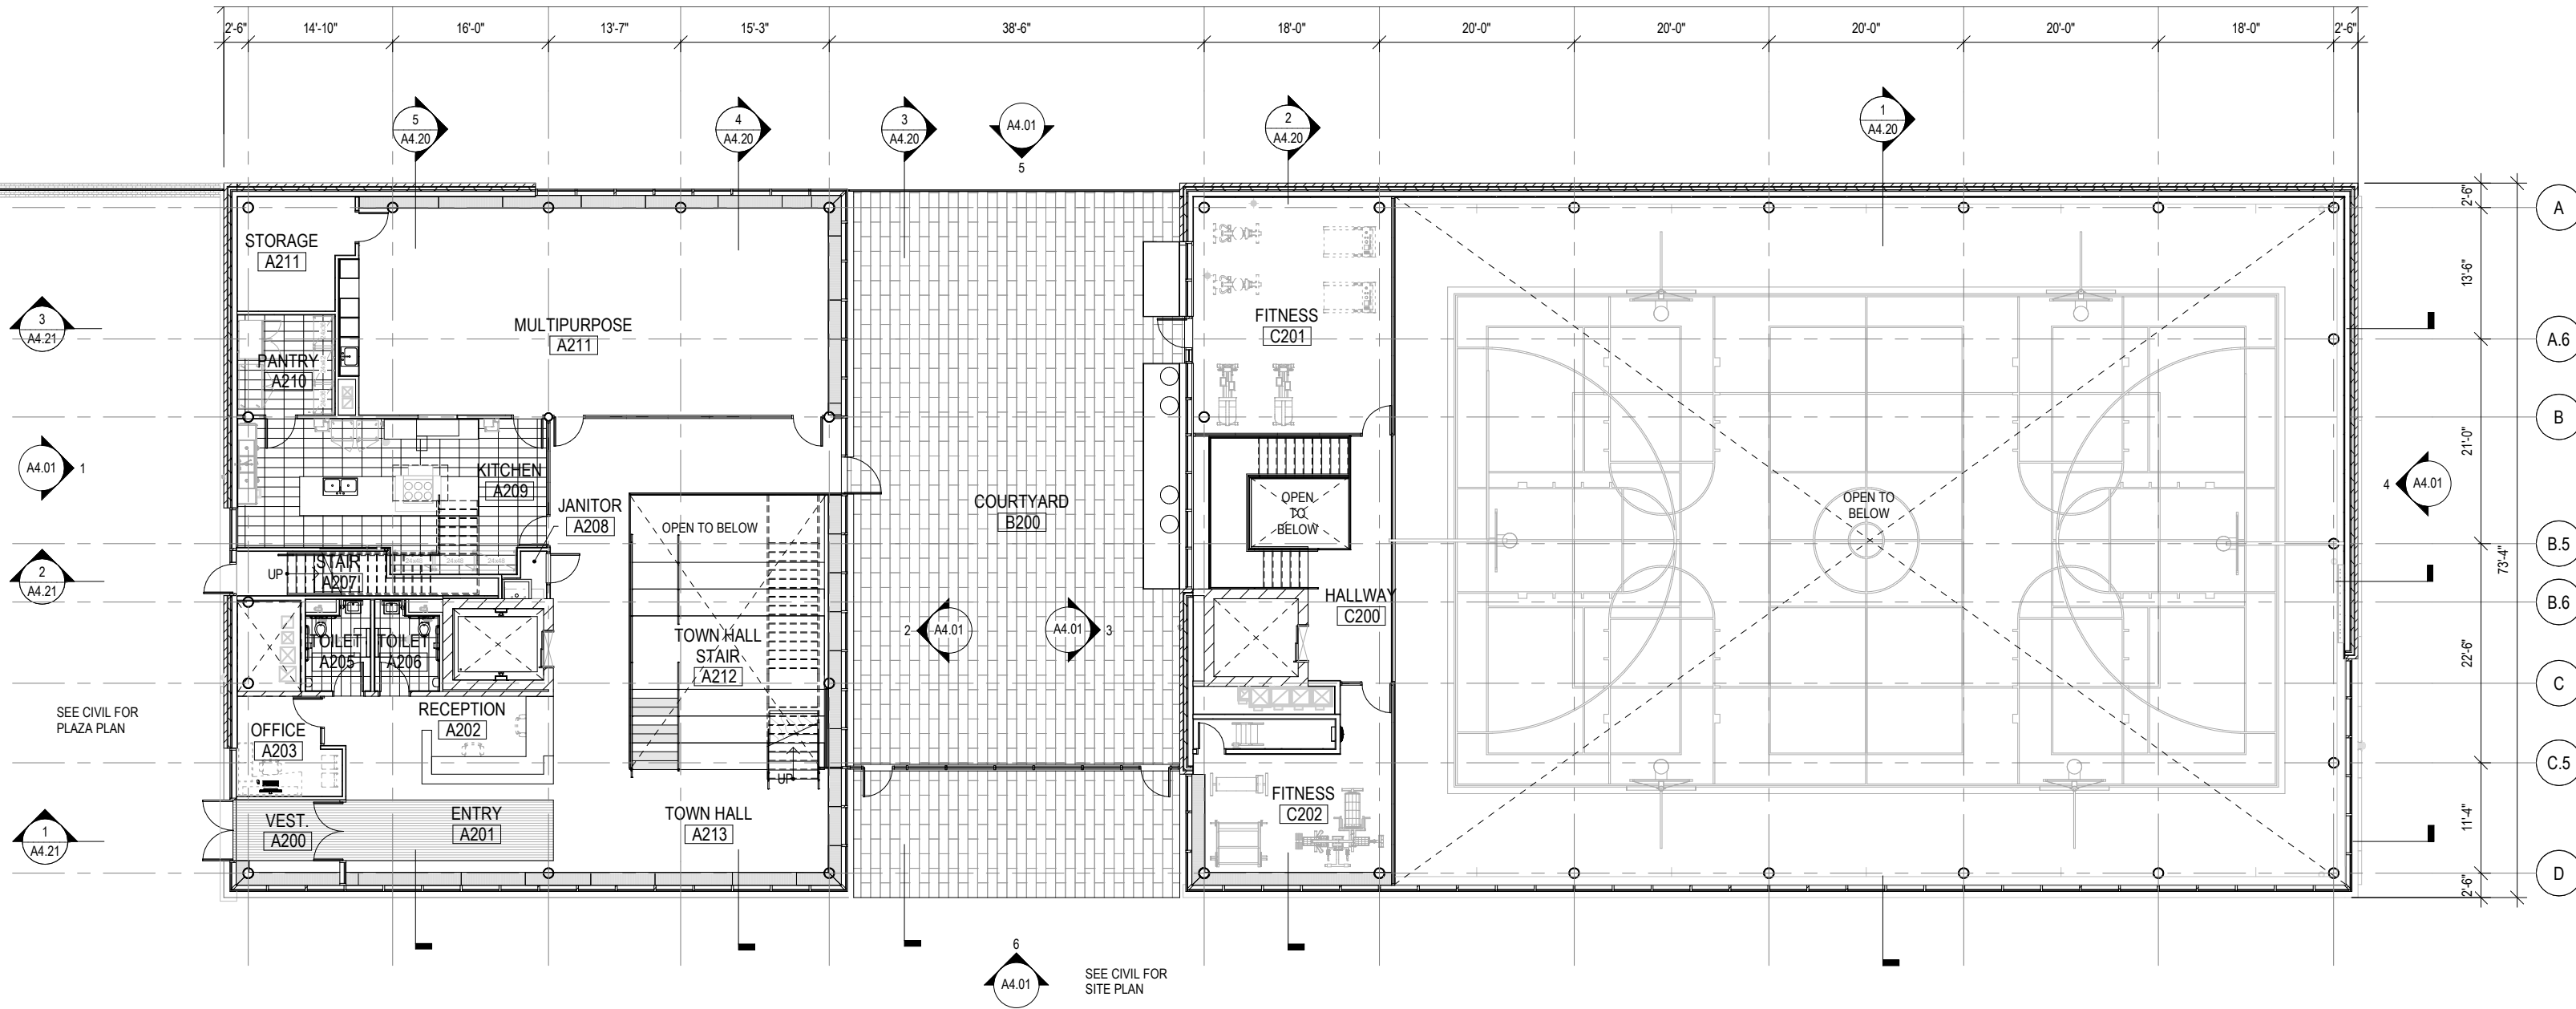 2'-6" 14'-10" 16'-0" 13'-7" 15'-3" 38'-6" 18'-0" 20'-0" 20'-0" 20'-0" 20'-0" 18'-0" 2'-6"
5
A4.20
4
A4.20
3
A4.20
A4.01
5
2
A4.20
1
A4.20
2'-6"
A
STORAGE
A211
13'-6"
3
A4.21
MULTIPURPOSE
A211
FITNESS
C201
A.6
PANTRY
A210
B
21'-0"
A4.01
1
KITCHEN
A209
JANITOR
A208
OPEN TO BELOW
COURTYARD
B200
OPEN
TO
BELOW
OPEN TO
BELOW
4
A4.01
B.5
73'-4"
2
A4.21
UP
STAIR
A207
24x48
24x48
HALLWAY
C200
B.6
TOILET
A205
TOILET
A206
TOWN HALL
STAIR
A212
2
A4.01
A4.01
3
22'-6"
C
SEE CIVIL FOR
PLAZA PLAN
OFFICE
A203
RECEPTION
A202
UP
C.5
FITNESS
C202
1
A4.21
VEST.
A200
ENTRY
A201
TOWN HALL
A213
11'-4"
D
2'-6"
6
A4.01
SEE CIVIL FOR
SITE PLAN